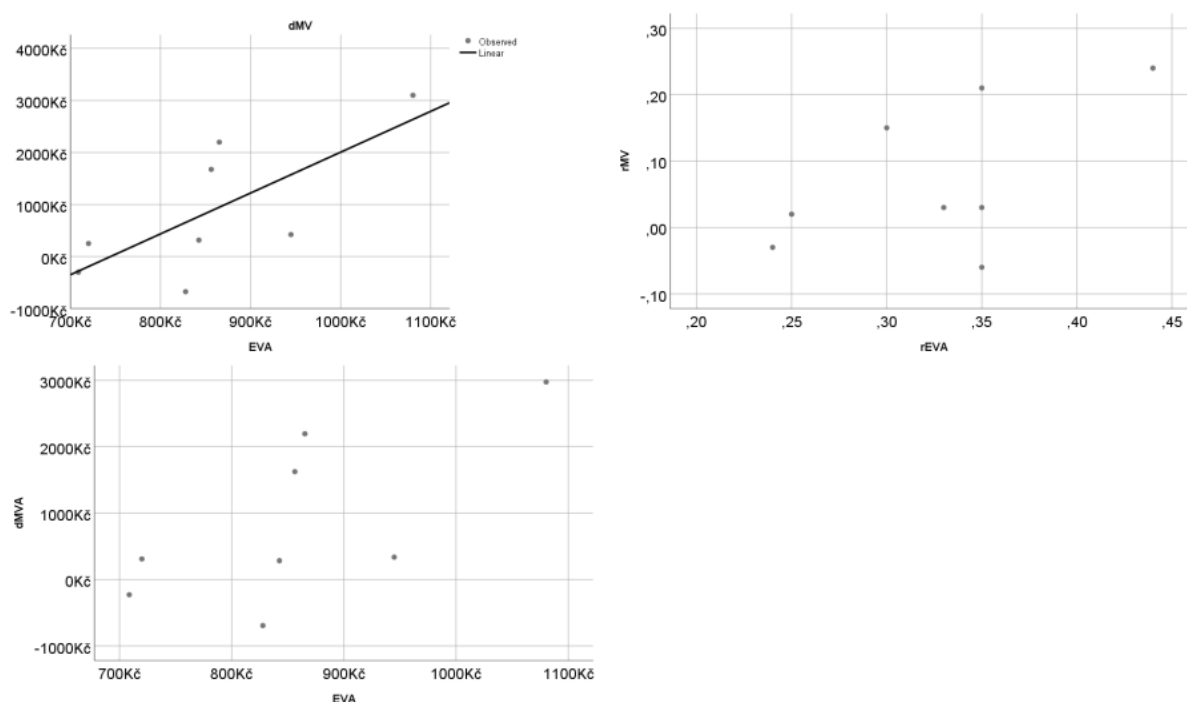 dMV
4000Kč
3000Kč
2000Kč
1000Kč
0Kč
-1000Kč
700Kč 800Kč 900Kč 1000Kč 1100Kč
EVA
Observed
Linear
,30
,20
,10
,00
-,10
rMV
,20 ,25 ,30 ,35 ,40 ,45
rEVA
3000Kč
2000Kč
1000Kč
0Kč
-1000Kč
dMVA
700Kč 800Kč 900Kč 1000Kč 1100Kč
EVA